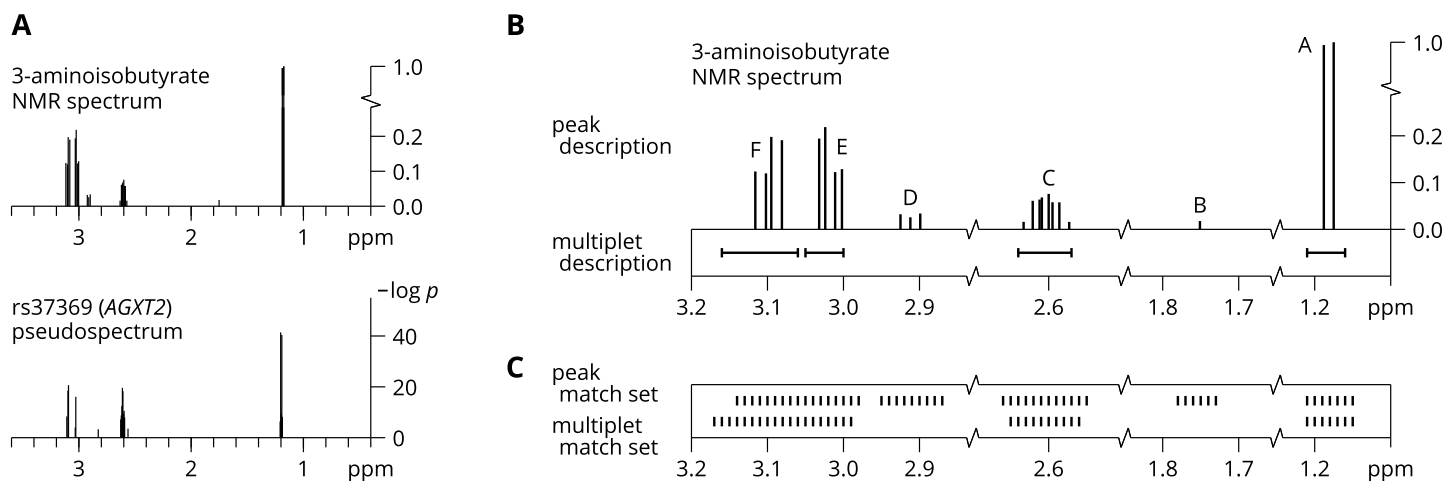 A
3-aminoisobutyrate
NMR spectrum
1.0
0.2
0.1
0.0
3 2 1 ppm
rs37369 (AGXT2)
pseudospectrum
−log p
40
20
0
3 2 1 ppm
B
3-aminoisobutyrate
NMR spectrum
peak
description
F E D C B A
1.0
0.2
0.1
0.0
multiplet
description
3.2 3.1 3.0 2.9 2.6 1.8 1.7 1.2 ppm
C
peak
match set
multiplet
match set
3.2 3.1 3.0 2.9 2.6 1.8 1.7 1.2 ppm